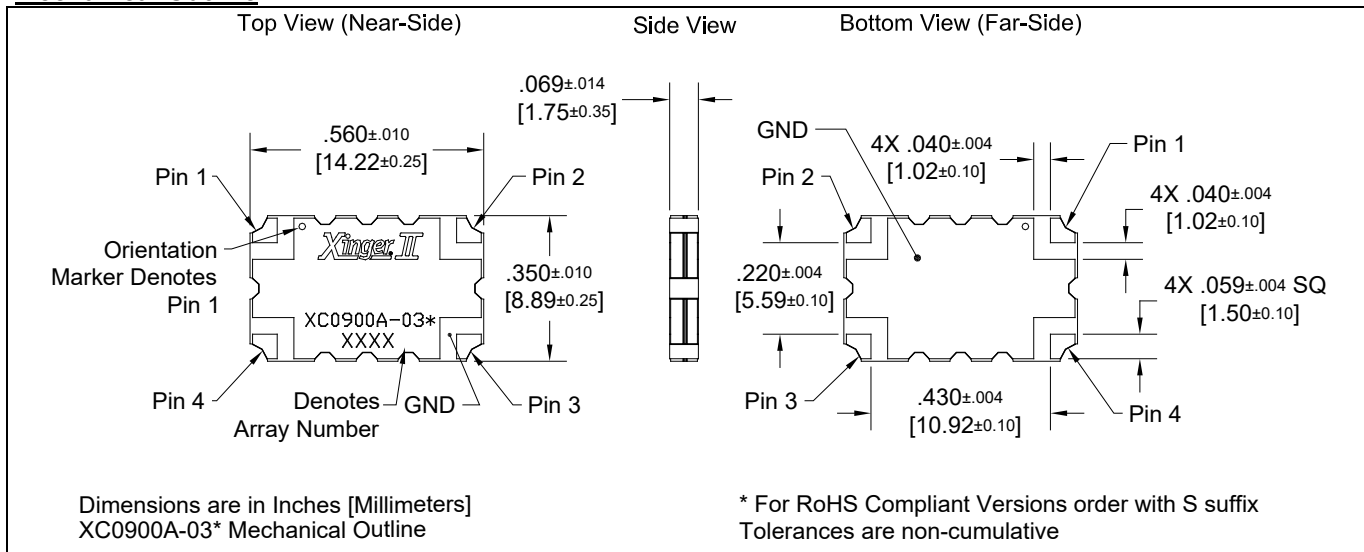 Top View (Near-Side)
Side View
Bottom View (Far-Side)
.069±.014
[1.75±0.35]
.560±.010
[14.22±0.25]
GND
4X .040±.004
[1.02±0.10]
Pin 1
Pin 1
Pin 2
Pin 2
4X .040±.004
[1.02±0.10]
Orientation
Marker Denotes
Pin 1
Xinger II
.350±.010
[8.89±0.25]
.220±.004
[5.59±0.10]
4X .059±.004 SQ
[1.50±0.10]
XC0900A-03*
XXXX
Pin 4
Denotes
Array Number
GND
Pin 3
Pin 3
.430±.004
[10.92±0.10]
Pin 4
Dimensions are in Inches [Millimeters]
XC0900A-03* Mechanical Outline
* For RoHS Compliant Versions order with S suffix
Tolerances are non-cumulative